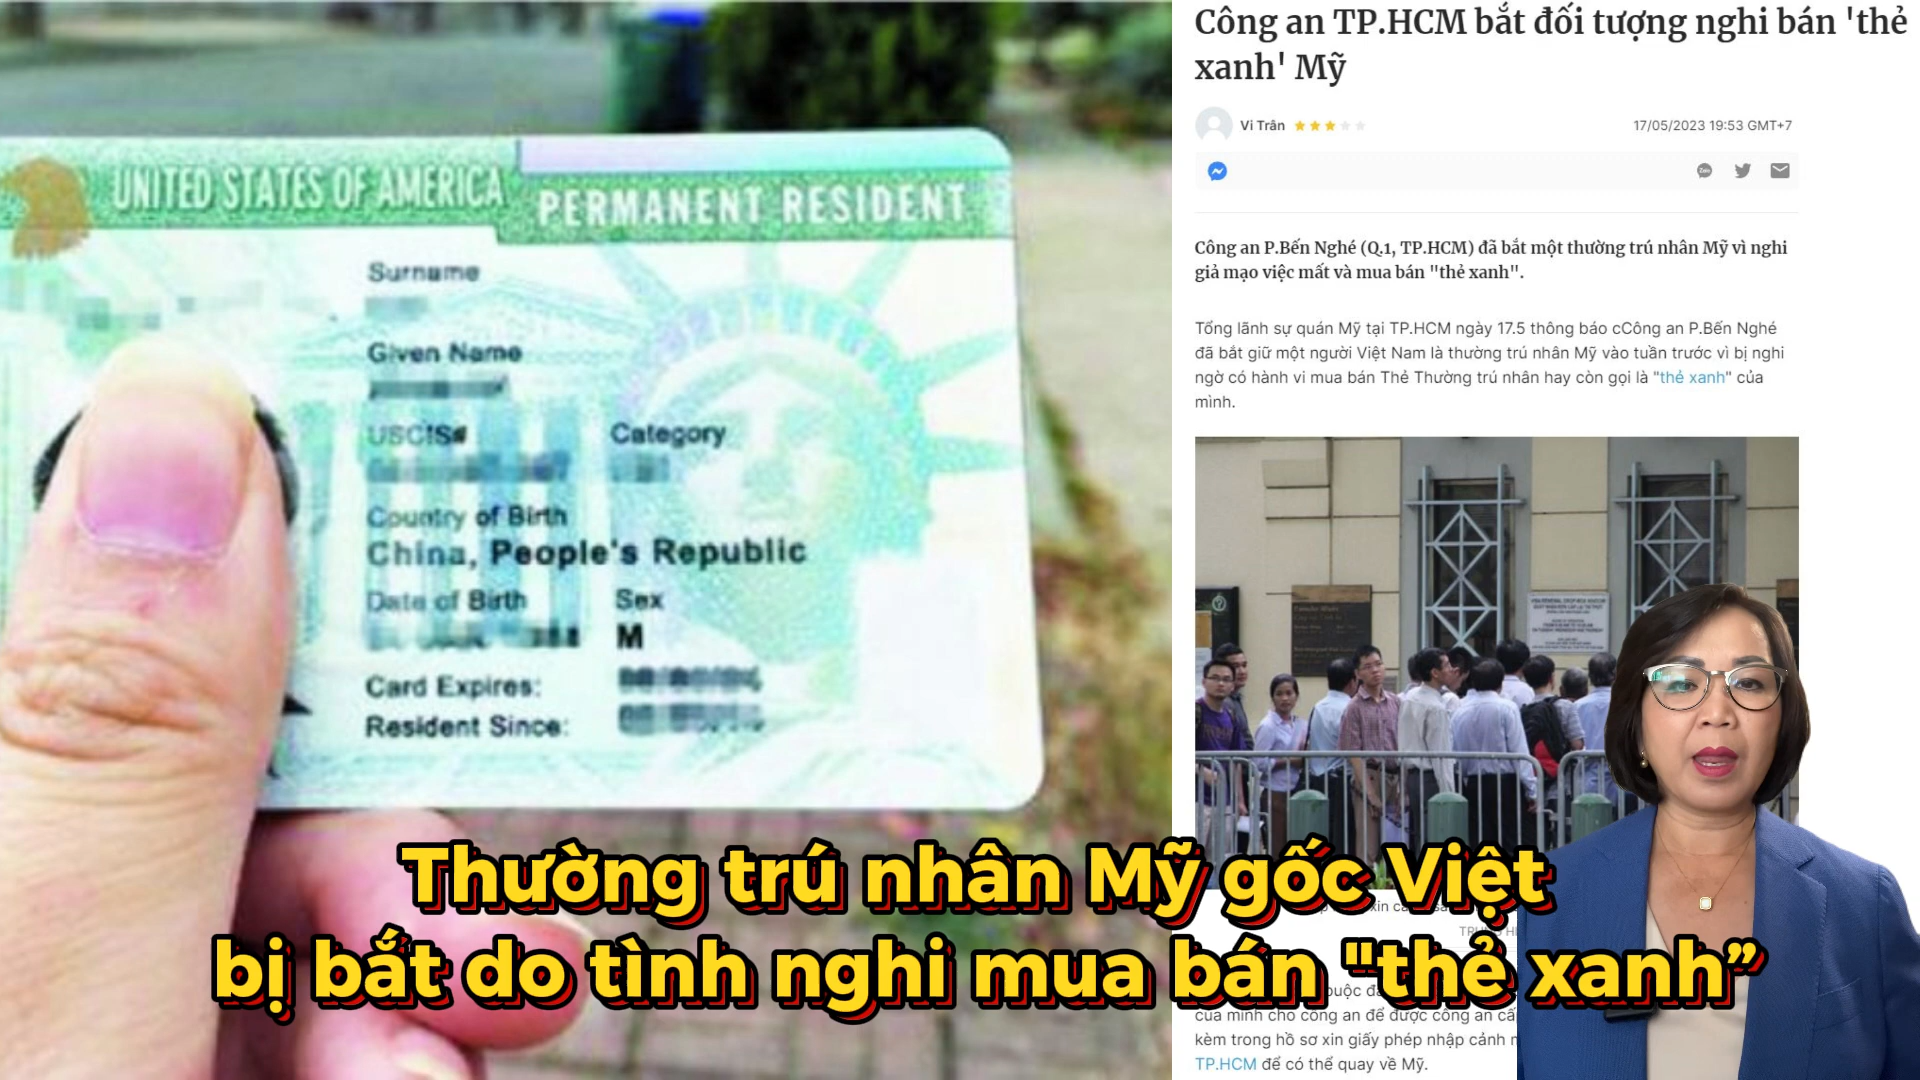 UNITED STATES OF AMERICA
PERMANENT RESIDENT
Surname
Given Name
USCIS#
Category
Country of Birth
China, People's Republic
Date of Birth
Sex
M
Card Expires:
Resident Since:
Công an TP.HCM bắt đối tượng nghi bán 'thẻ
xanh' Mỹ
Vi Trân
17/05/2023 19:53 GMT+7
Zalo
Công an P.Bến Nghé (Q.1, TP.HCM) đã bắt một thường trú nhân Mỹ vì nghi
giả mạo việc mất và mua bán "thẻ xanh".
Tổng lãnh sự quán Mỹ tại TP.HCM ngày 17.5 thông báo cCông an P.Bến Nghé
đã bắt giữ một người Việt Nam là thường trú nhân Mỹ vào tuần trước vì bị nghi
ngờ có hành vi mua bán Thẻ Thường trú nhân hay còn gọi là "thẻ xanh" của
mình.
của mình cho công an để được công an cấ
kèm trong hồ sơ xin giấy phép nhập cảnh
TP.HCM để có thể quay về Mỹ.
Thường trú nhân Mỹ gốc Việt
bị bắt do tình nghi mua bán "thẻ xanh”